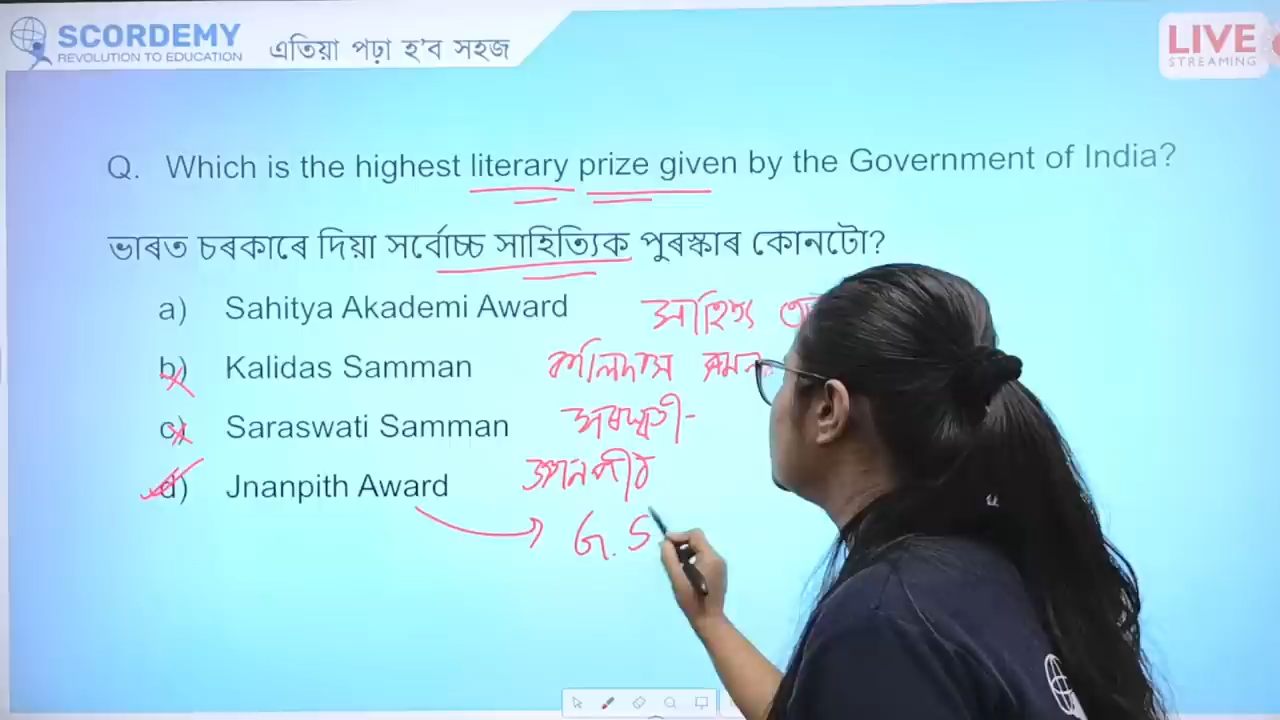 SCORDEMY
REVOLUTION TO EDUCATION
এতিয়া পঢ়া হ'ব সহজ
LIVE
STREAMING
Q. Which is the highest literary prize given by the Government of India?
ভাৰত চৰকাৰে দিয়া সৰ্বোচ্চ সাহিত্যিক পুৰস্কাৰ কোনটো?
a) Sahitya Akademi Award সাহিত্য
b) Kalidas Samman কালিদাস
c) Saraswati Samman সৰস্বতী-
d) Jnanpith Award জ্ঞানপীঠ
G. S